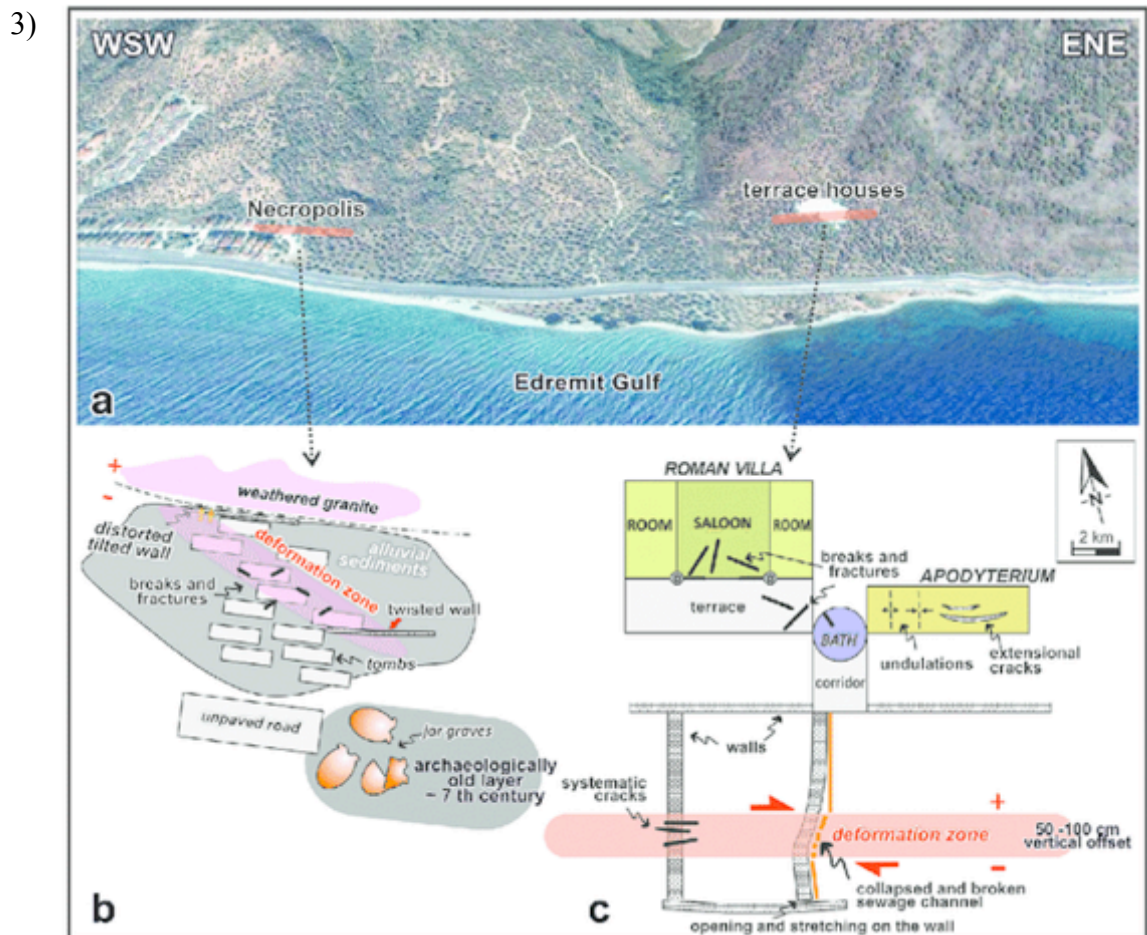 3)
WSW
ENE
Necropolis
terrace houses
Edremit Gulf
a
+
-
weathered granite
distorted
tilted wall
??
deformation zone
alluvial
sediments
breaks and
fractures
twisted wall
tombs
unpaved road
jar graves
archaeologically
old layer
~ 7 th century
b
ROMAN VILLA
ROOM
SALOON
ROOM
breaks and
fractures
terrace
BATH
APODYTERIUM
undulations
extensional
cracks
corridor
N
2 km
walls
systematic
cracks
deformation zone
+
50 -100 cm
vertical offset
-
collapsed and broken
sewage channel
opening and stretching on the wall
c